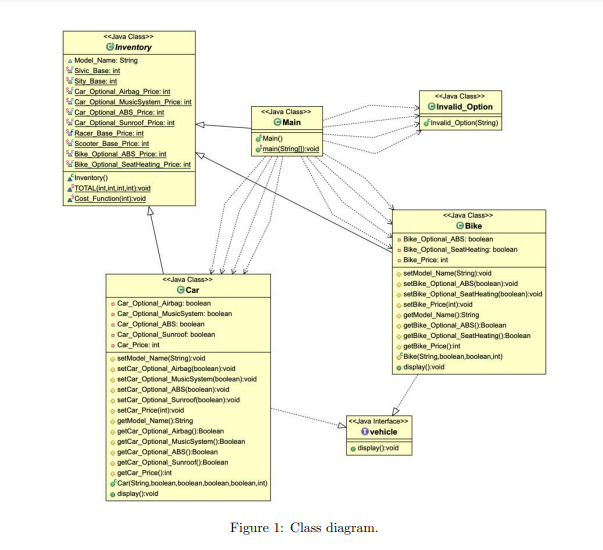 <<Java Class>>
Inventory
Model_Name: String
Sivic_Base: int
Sity_Base: int
Car_Optional_Airbag_Price: int
Car_Optional_MusicSystem_Price: int
Car_Optional_ABS_Price: int
Car_Optional_Sunroof_Price: int
Racer_Base_Price: int
Scooter_Base_Price: int
Bike_Optional_ABS_Price: int
Bike_Optional_SeatHeating_Price: int
Inventory()
TOTAL(int,int,int,int):void
Cost_Function(int):void
<<Java Class>>
Main
Main()
main(String[]):void
<<Java Class>>
Invalid_Option
Invalid_Option(String)
<<Java Class>>
Bike
Bike_Optional_ABS: boolean
Bike_Optional_SeatHeating: boolean
Bike_Price: int
setModel_Name(String):void
setBike_Optional_ABS(boolean):void
setBike_Optional_SeatHeating(boolean):void
setBike_Price(int):void
getModel_Name():String
getBike_Optional_ABS():Boolean
getBike_Optional_SeatHeating():Boolean
getBike_Price():int
Bike(String,boolean,boolean,int)
display():void
<<Java Class>>
Car
Car_Optional_Airbag: boolean
Car_Optional_MusicSystem: boolean
Car_Optional_ABS: boolean
Car_Optional_Sunroof: boolean
Car_Price: int
setModel_Name(String):void
setCar_Optional_Airbag(boolean):void
setCar_Optional_MusicSystem(boolean):void
setCar_Optional_ABS(boolean):void
setCar_Optional_Sunroof(boolean):void
setCar_Price(int):void
getModel_Name():String
getCar_Optional_Airbag():Boolean
getCar_Optional_MusicSystem():Boolean
getCar_Optional_ABS():Boolean
getCar_Optional_Sunroof():Boolean
getCar_Price():int
Car(String,boolean,boolean,boolean,boolean,int)
display():void
<<Java Interface>>
vehicle
display():void
Figure 1: Class diagram.